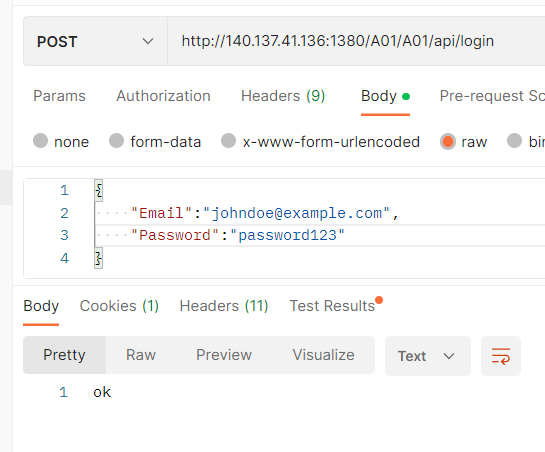 POST http://140.137.41.136:1380/A01/A01/api/login
Params Authorization Headers (9) Body Pre-request Sc
none form-data x-www-form-urlencoded raw bin
1 {
2 "Email":"johndoe@example.com",
3 "Password":"password123"
4 }
Body Cookies (1) Headers (11) Test Results
Pretty Raw Preview Visualize Text
1 ok